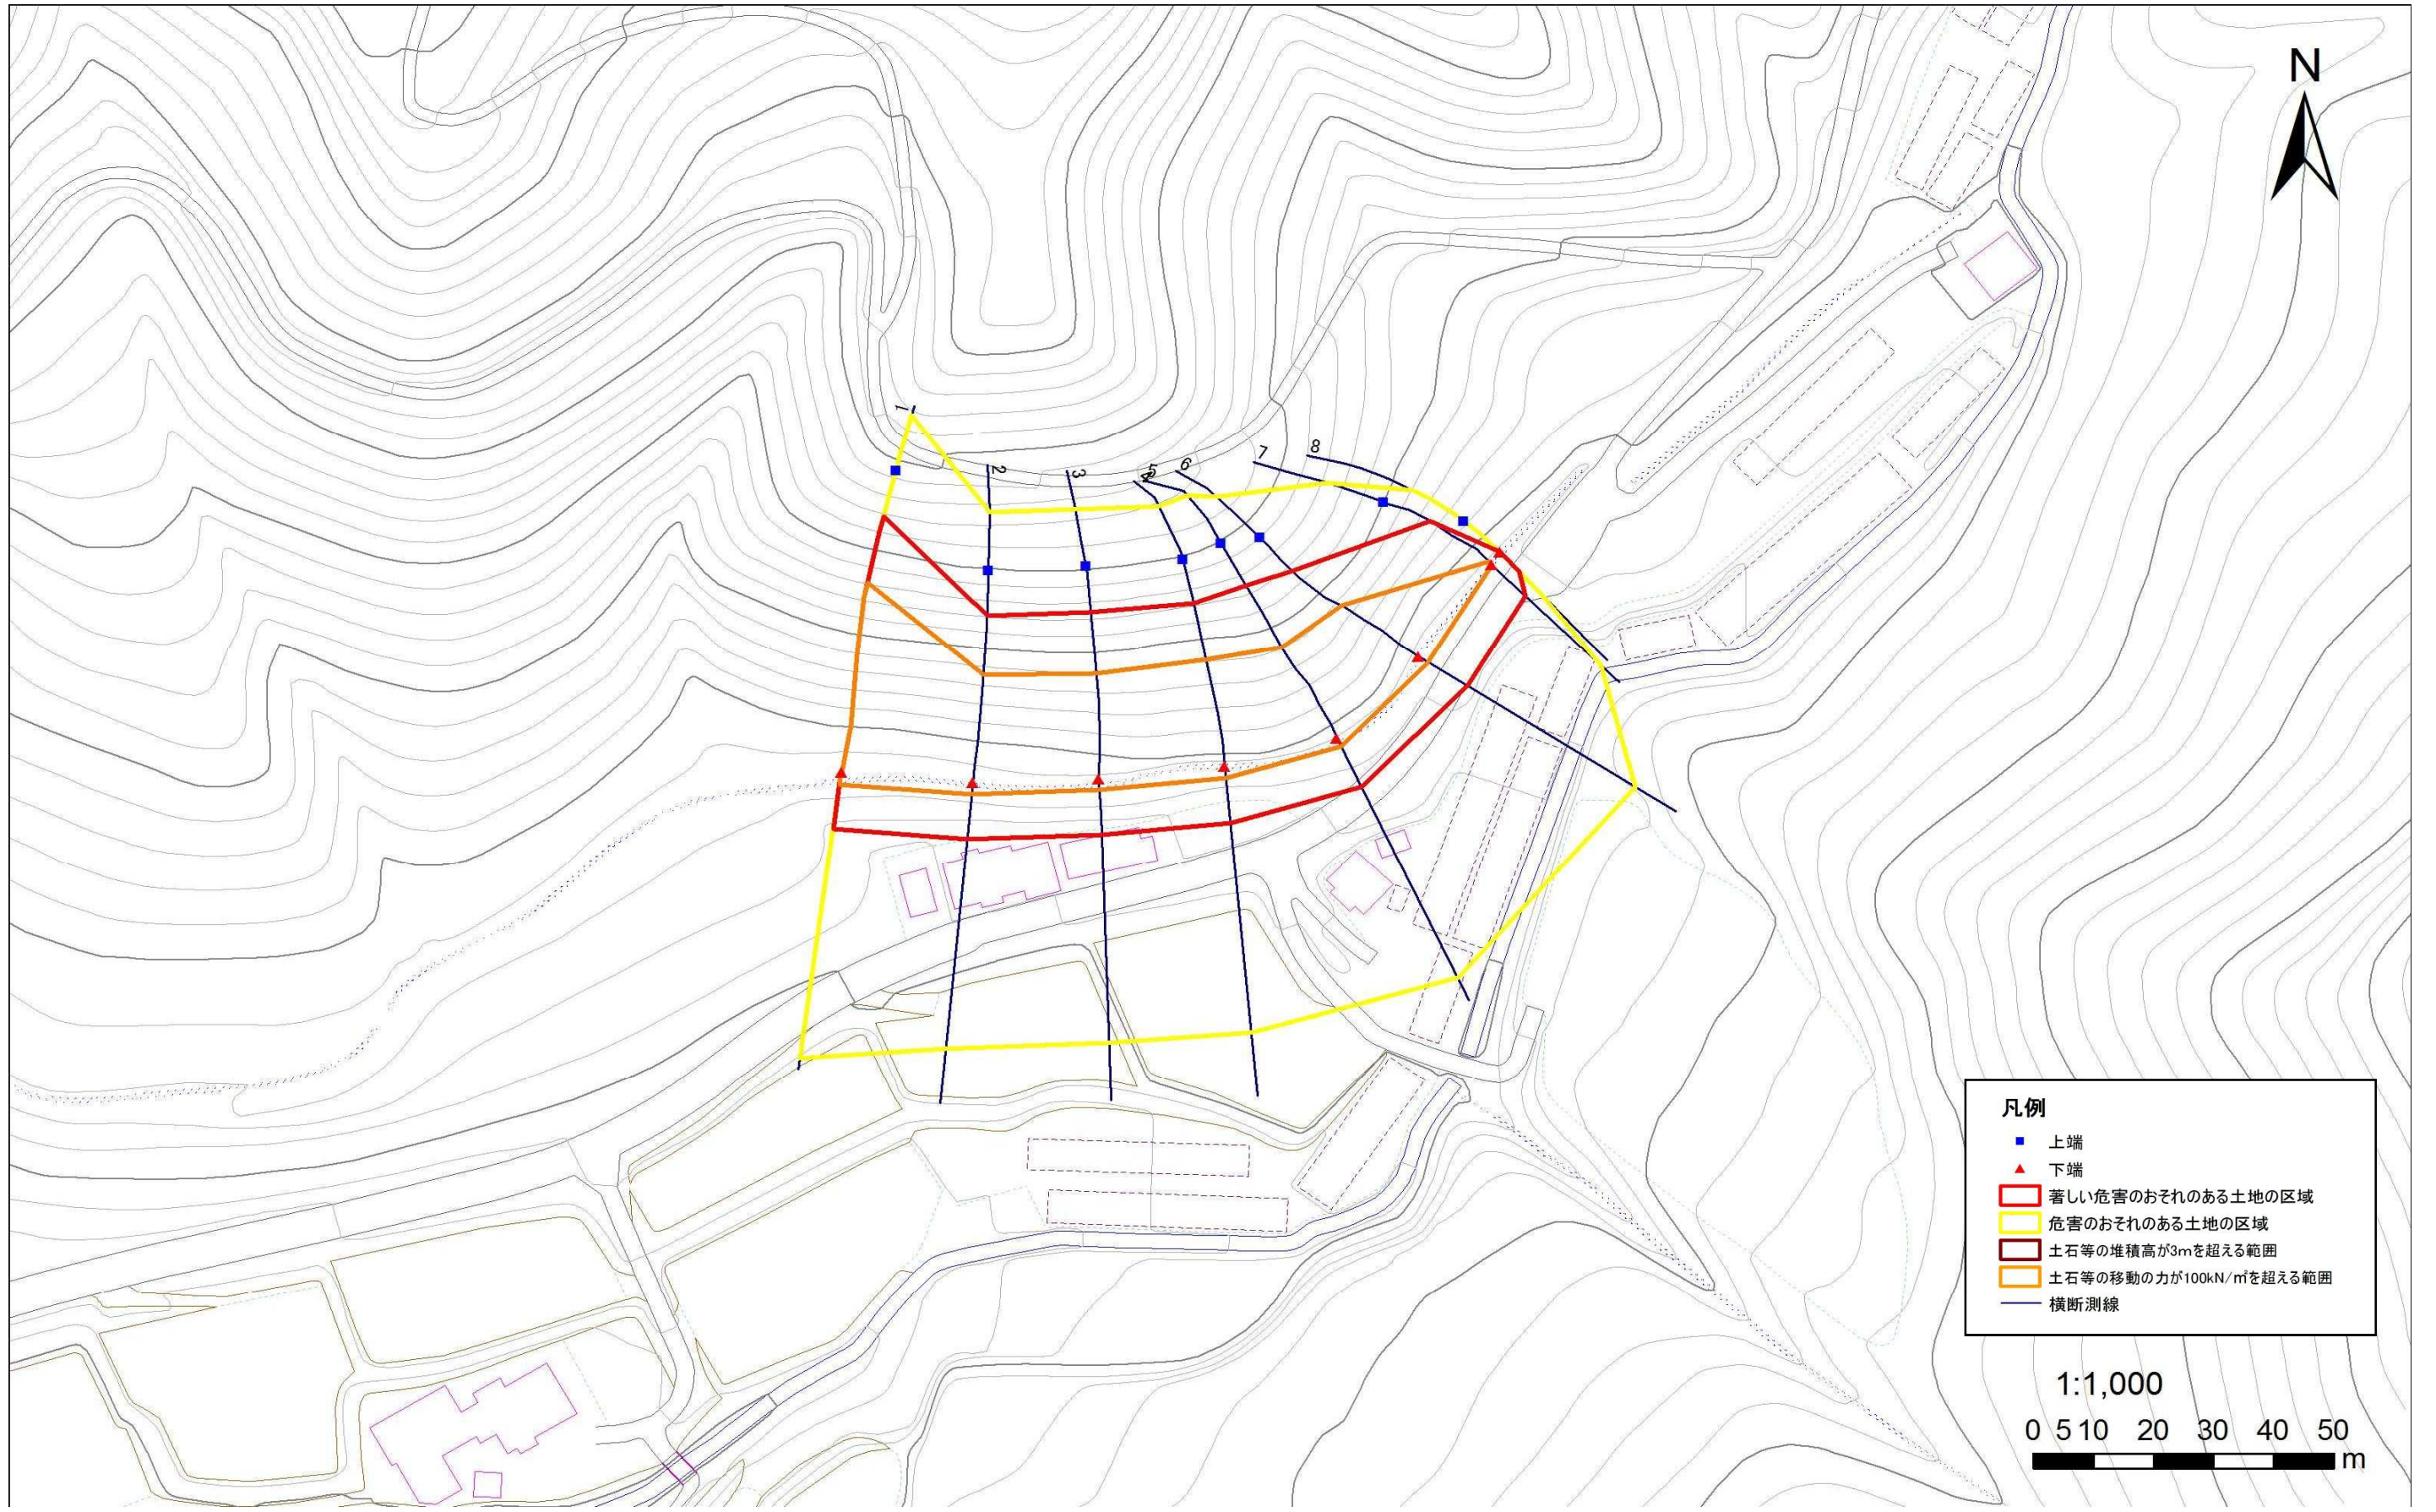 N
1
2
3
4
5
6
7
8
凡例
上端
下端
著しい危害のおそれのある土地の区域
危害のおそれのある土地の区域
土石等の堆積高が3mを超える範囲
土石等の移動の力が100kN/㎡を超える範囲
横断測線
1:1,000
0 5 10 20 30 40 50
m